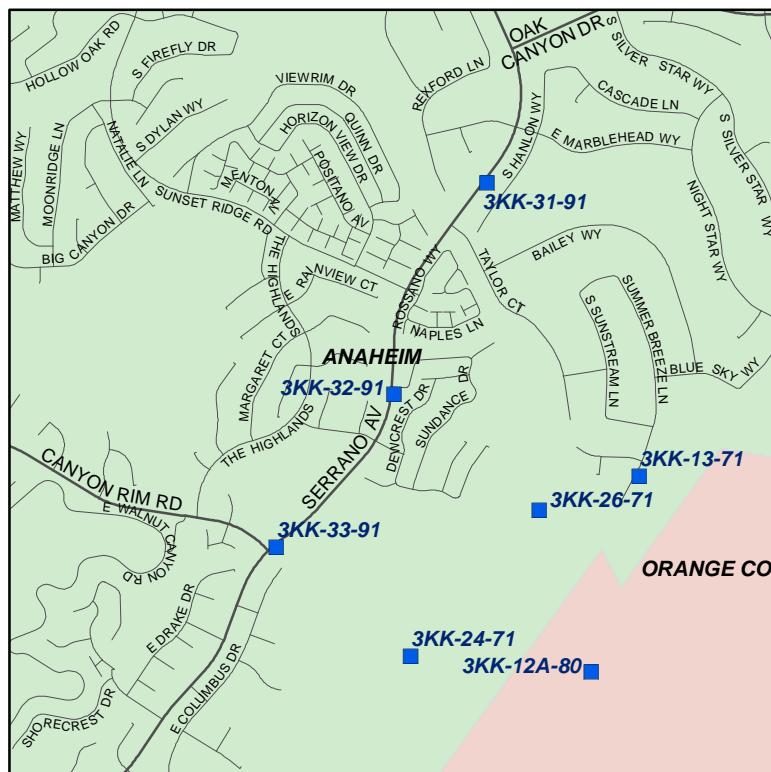 HOLLOW OAK RD
S FIREFLY DR
OAK
CANYON DR
S SILVER STAR WY
REXFORD LN
VIEWRIM DR
QUINN DR
CASCADE LN
S DYLAN WY
HORIZON VIEW DR
S HANLON WY
E MARBLEHEAD WY
S SILVER STAR WY
MATTHEW WY
MOONRIDGE LN
NATALIE LN
MENTON AV
POSITANO AV
3KK-31-91
NIGHT STAR WY
SUNSET RIDGE RD
BIG CANYON DR
THE HIGHLANDS
E RAINVIEW CT
ROSSANO WY
TAYLOR CT
BAILEY WY
NAPLES LN
S SUNSTREAM LN
SUMMER BREEZE LN
MARGARET CT
ANAHEIM
BLUE SKY WY
3KK-32-91
DEWCREST DR
SUNDANCE DR
THE HIGHLANDS
SERRANO AV
CANYON RIM RD
3KK-13-71
3KK-26-71
E WALNUT CANYON RD
3KK-33-91
ORANGE CO
E DRAKE DR
3KK-24-71
3KK-12A-80
E COLUMBUS DR
SHORECREST DR